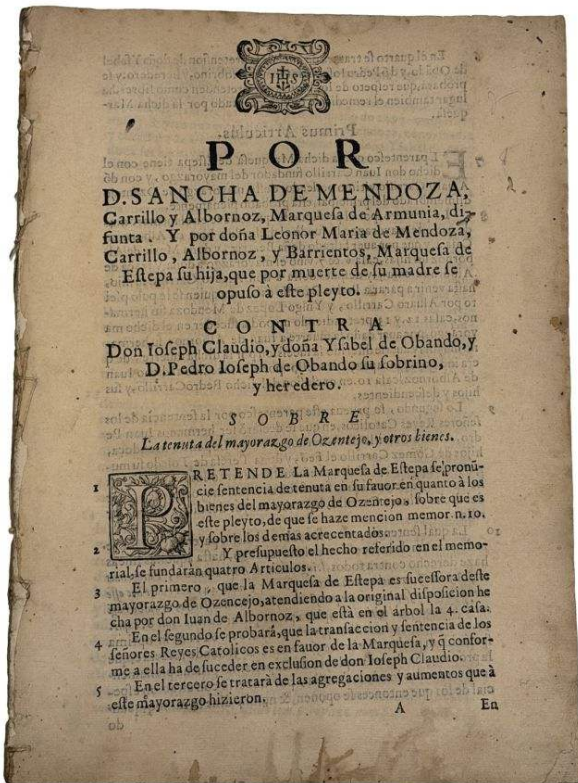 IHS
POR
D. SANCHA DE MENDOZA,
Carrillo y Albornoz, Marquesa de Armunia, di-
funta. Y por doña Leonor Maria de Mendoza,
Carrillo, Albornoz, y Barrientos, Marquesa de
Estepa su hija, que por muerte de su madre se
opuso à este pleyto.
CONTRA
Don Ioseph Claudio, y doña Ysabel de Obando, y
D. Pedro Ioseph de Obando su sobrino,
y heredero.
SOBRE
La tenuta del mayorazgo de Ozentejo, y otros bienes.
1 PRETENDE La Marquesa de Estepa se pronũ-
cie sentencia de tenuta en su fauor en quanto à los
bienes del mayorazgo de Ozentejo, sobre que es
este pleyto, de que se haze mencion memor. n. 10.
y sobre los demas acrecentados.
2 Y presupuesto el hecho referido en el memo-
rial, se fundaràn quatro Articulos.
3 El primero, que la Marquesa de Estepa es sucessora deste
mayorazgo de Ozencejo, atendiendo a la original disposicion he
cha por don Iuan de Albornoz, que està en el arbol la 4. casa.
4 En el segundo se probarà, que la transaccion y sentencia de los
señores Reyes Catolicos es en fauor de la Marquesa, y q̃ confor-
me a ella ha de suceder en exclusion de don Ioseph Claudio.
5 En el tercero se tratarà de las agregaciones y aumentos que à
este mayorazgo hizieron.
A En